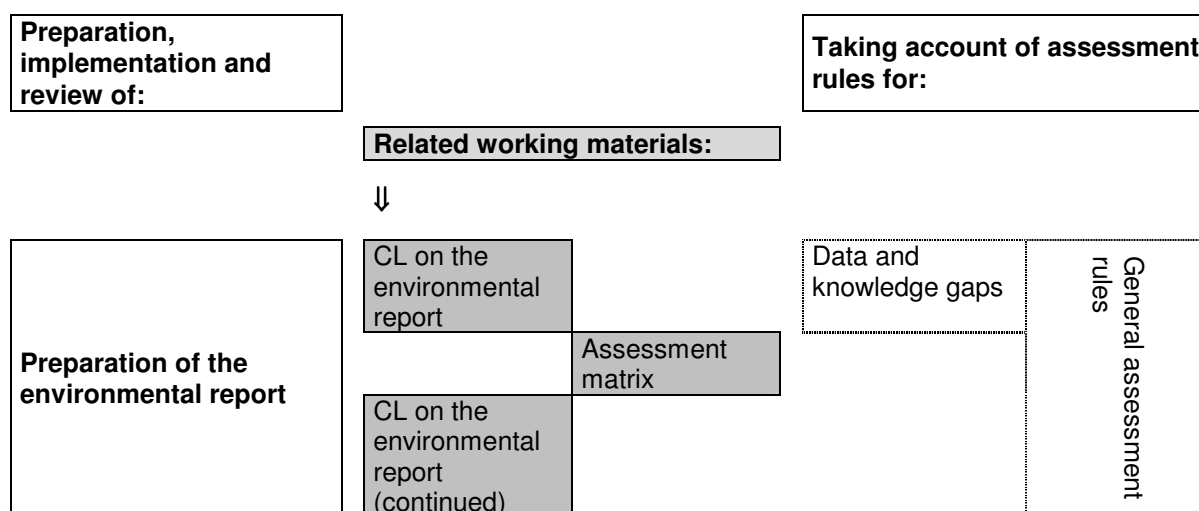 Preparation,
implementation and
review of:
Taking account of assessment
rules for:
Related working materials:
⇓
Preparation of the
environmental report
CL on the
environmental
report
Assessment
matrix
CL on the
environmental
report
(continued)
Data and
knowledge gaps
General assessment
rules